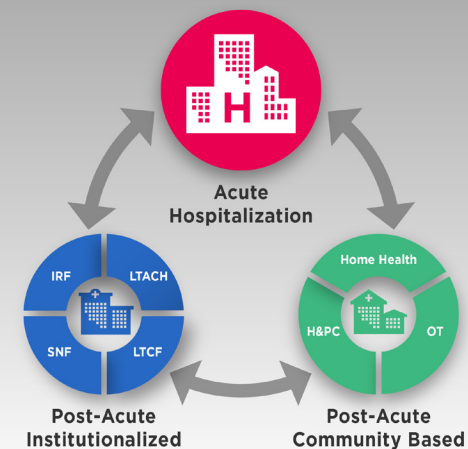 H
Acute
Hospitalization
IRF
LTACH
SNF
LTCF
Post-Acute
Institutionalized
Home Health
H&PC
OT
Post-Acute
Community Based